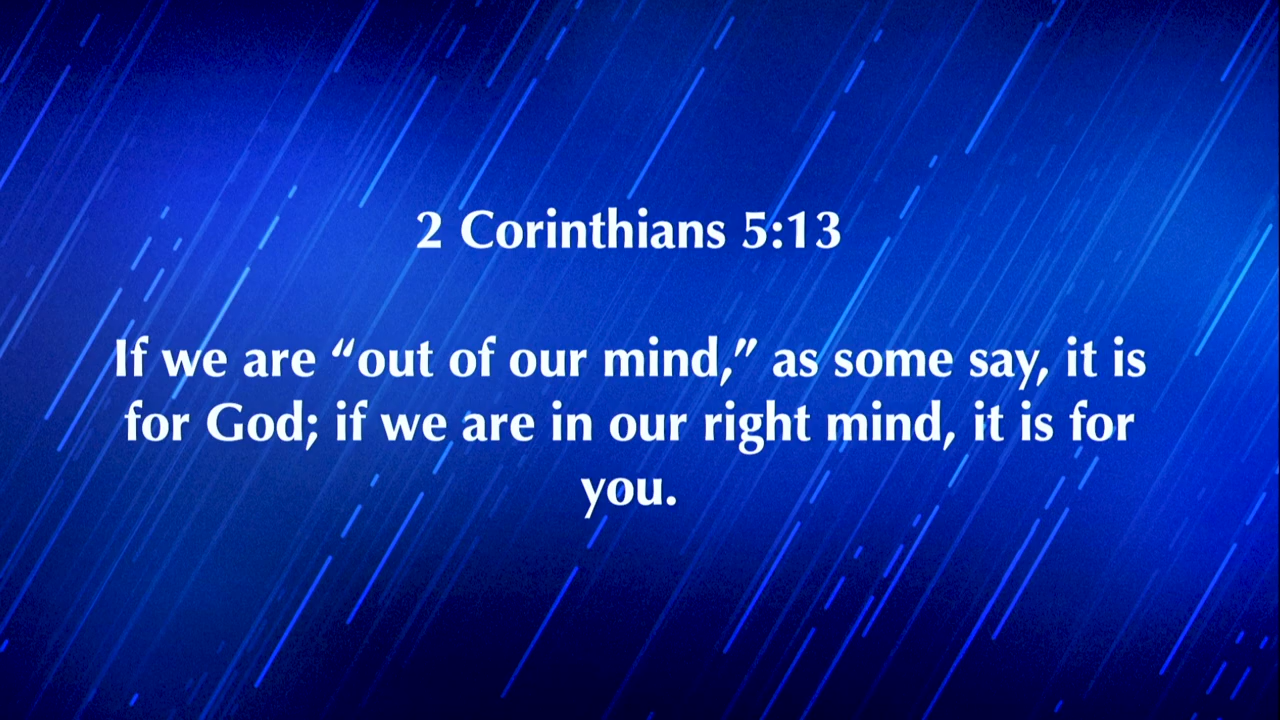 2 Corinthians 5:13
If we are “out of our mind,” as some say, it is
for God; if we are in our right mind, it is for
you.